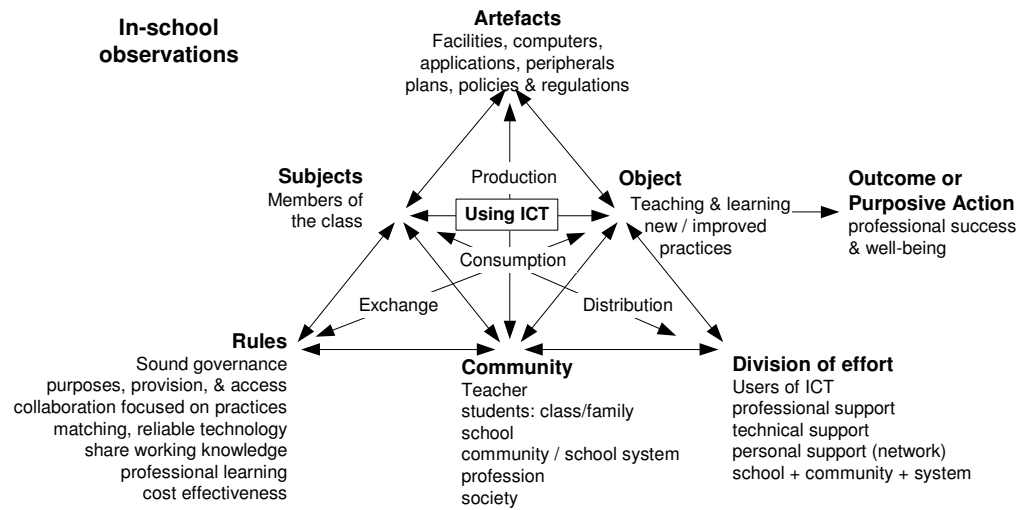 In-school
observations
Artefacts
Facilities, computers,
applications, peripherals
plans, policies & regulations
Subjects
Members of
the class
Production
Using ICT
Consumption
Object
Teaching & learning
new / improved
practices
Outcome or
Purposive Action
professional success
& well-being
Exchange
Distribution
Rules
Sound governance
purposes, provision, & access
collaboration focused on practices
matching, reliable technology
share working knowledge
professional learning
cost effectiveness
Community
Teacher
students: class/family
school
community / school system
profession
society
Division of effort
Users of ICT
professional support
technical support
personal support (network)
school + community + system